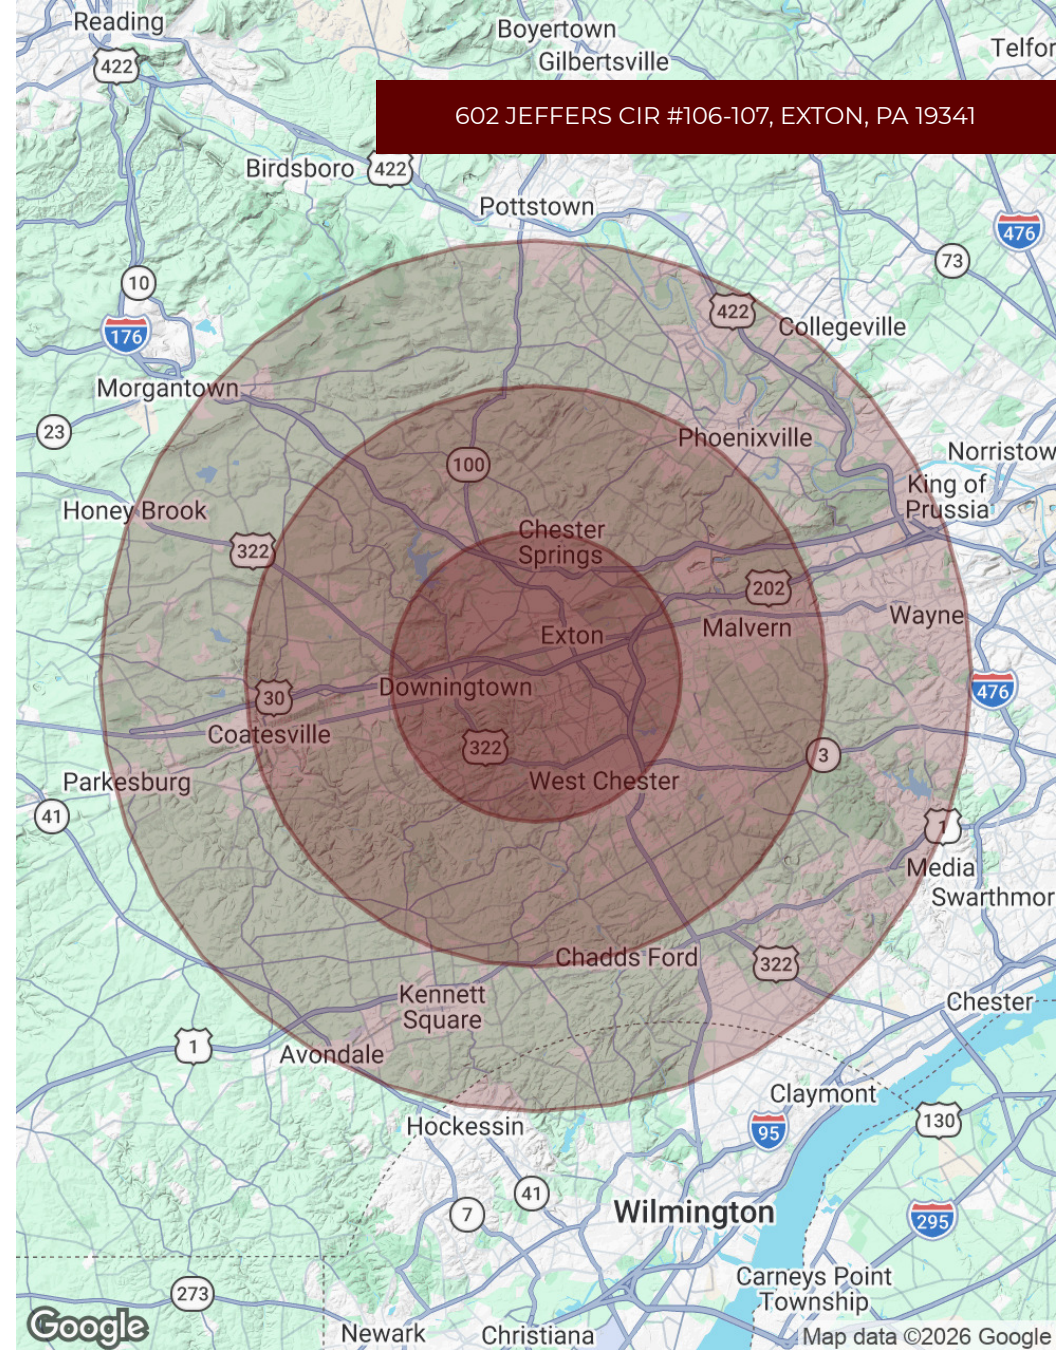 Reading
Boyertown
Gilbertsville
Telfor
422
602 JEFFERS CIR #106-107, EXTON, PA 19341
Birdsboro
422
Pottstown
476
73
10
422
Collegeville
176
Morgantown
23
Phoenixville
100
Norristow
King of
Prussia
Honey Brook
322
Chester
Springs
202
Wayne
Exton
Malvern
Downingtown
476
30
Coatesville
322
3
West Chester
Parkesburg
41
1
Media
Swarthmor
Chadds Ford
322
Kennett
Square
Chester
1
Avondale
Claymont
Hockessin
95
130
41
7
Wilmington
295
Carneys Point
Township
273
Google
Newark
Christiana
Map data ©2026 Google